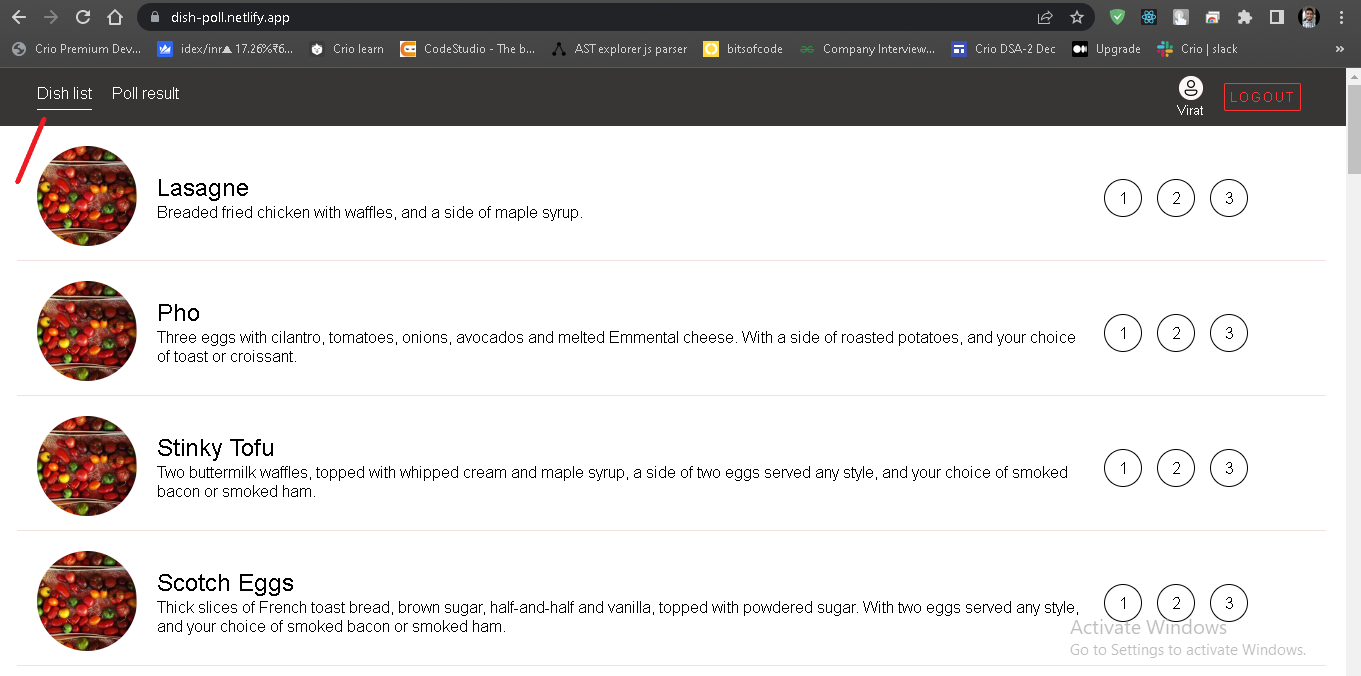 dish-poll.netlify.app
Crio Premium Dev... idex/inr▲ 17.26%₹6... Crio learn CodeStudio - The b... AST explorer js parser bitsofcode Company Interview... Crio DSA-2 Dec Upgrade Crio | slack »
Dish list Poll result
Virat
LOGOUT
Lasagne
Breaded fried chicken with waffles, and a side of maple syrup.
1 2 3
Pho
Three eggs with cilantro, tomatoes, onions, avocados and melted Emmental cheese. With a side of roasted potatoes, and your choice
of toast or croissant.
1 2 3
Stinky Tofu
Two buttermilk waffles, topped with whipped cream and maple syrup, a side of two eggs served any style, and your choice of smoked
bacon or smoked ham.
1 2 3
Scotch Eggs
Thick slices of French toast bread, brown sugar, half-and-half and vanilla, topped with powdered sugar. With two eggs served any style,
and your choice of smoked bacon or smoked ham.
1 2 3
Activate Windows
Go to Settings to activate Windows.